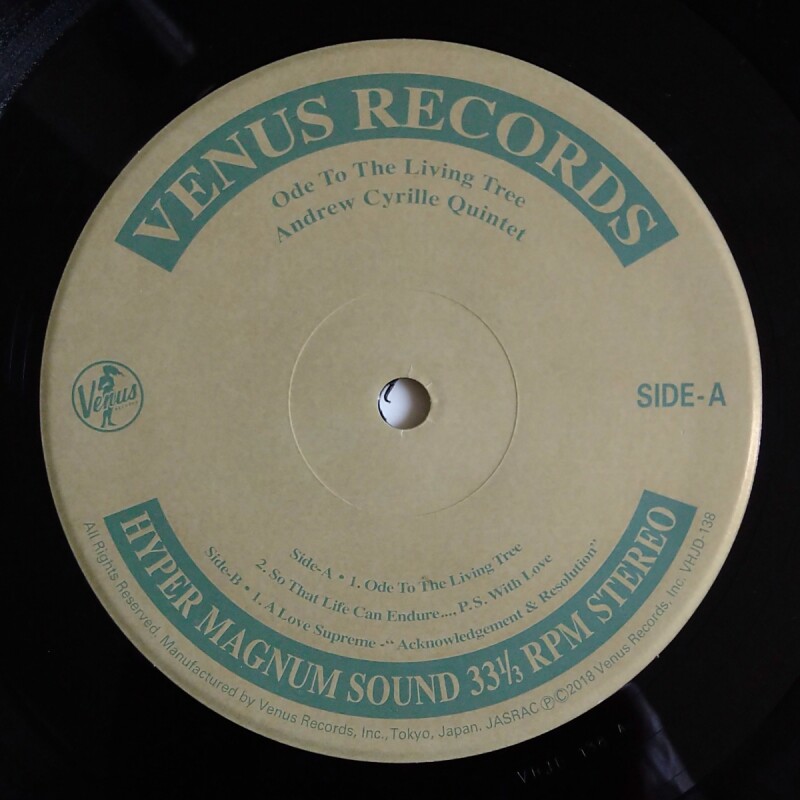 VENUS RECORDS
Ode To The Living Tree
Andrew Cyrille Quintet
Venus
SIDE-A
Side-A • 1. Ode To The Living Tree
2. So That Life Can Endure...., P.S. With Love
Side-B • 1. A Love Supreme -“Acknowledgement & Resolution”
HYPER MAGNUM SOUND 33⅓ RPM STEREO
All Rights Reserved, Manufactured by Venus Records, Inc., Tokyo, Japan. JASRAC ℗©2018 Venus Records, Inc. VHJD-138